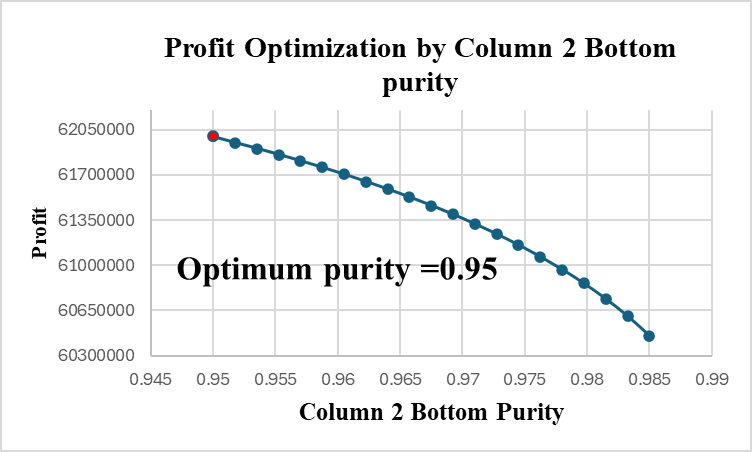 Profit Optimization by Column 2 Bottom
purity
62050000
61700000
61350000
61000000
60650000
60300000
Profit
Optimum purity =0.95
0.945 0.95 0.955 0.96 0.965 0.97 0.975 0.98 0.985 0.99
Column 2 Bottom Purity